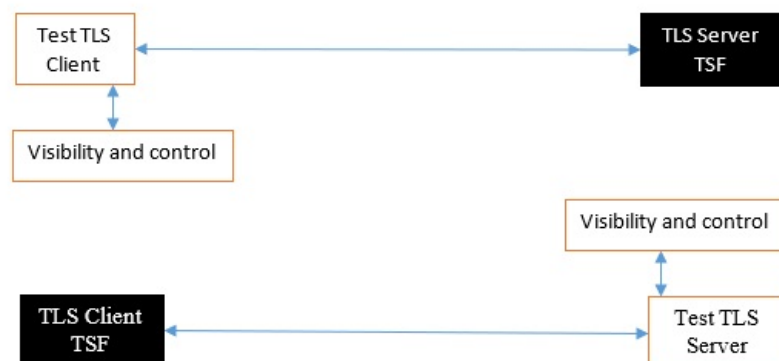 Test TLS
Client
TLS Server
TSF
Visibility and control
Visibility and control
TLS Client
TSF
Test TLS
Server